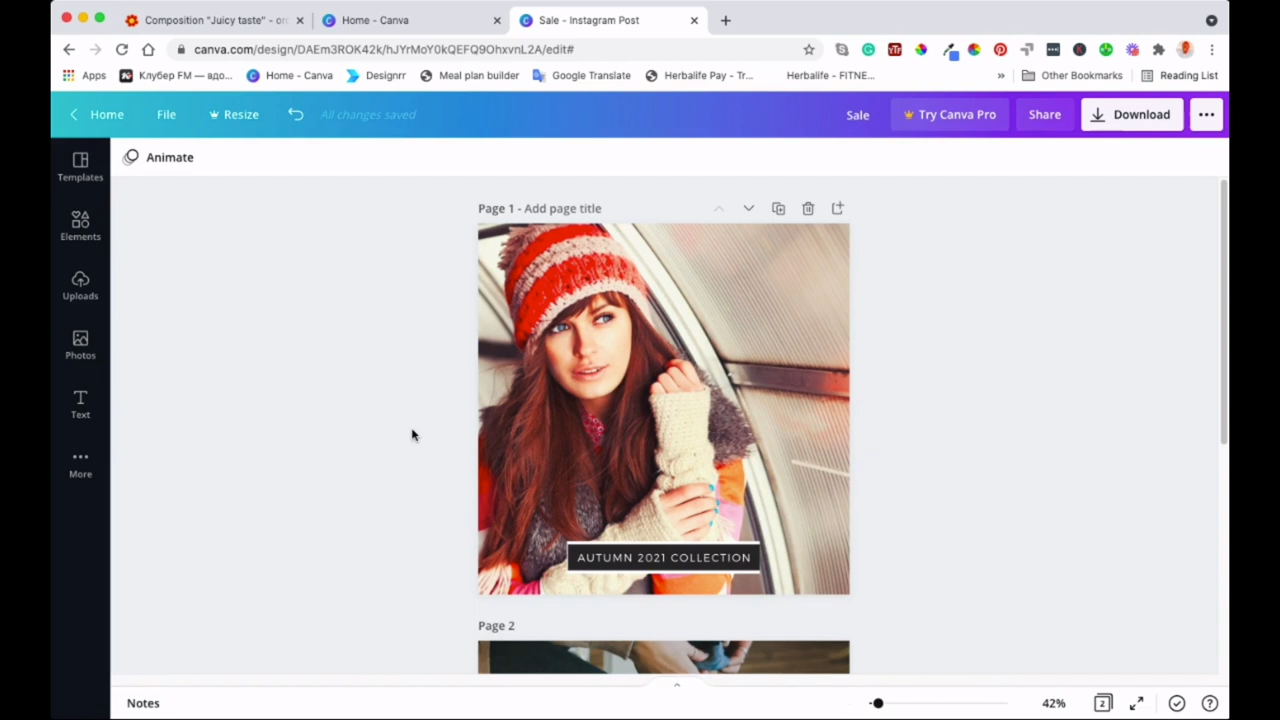 Composition "Juicy taste" - orc
Home - Canva
Sale - Instagram Post
canva.com/design/DAEm3ROK42k/hJYrMoY0kQEFQ9OhxvnL2A/edit#
Apps
Клубер FM — вдо...
Home - Canva
Designrr
Meal plan builder
Google Translate
Herbalife Pay - Tr...
Herbalife - FITNE...
»
Other Bookmarks
Reading List
Home
File
Resize
All changes saved
Sale
Try Canva Pro
Share
Download
Templates
Elements
Uploads
Photos
Text
More
Animate
Page 1 - Add page title
AUTUMN 2021 COLLECTION
Page 2
Notes
42%
2